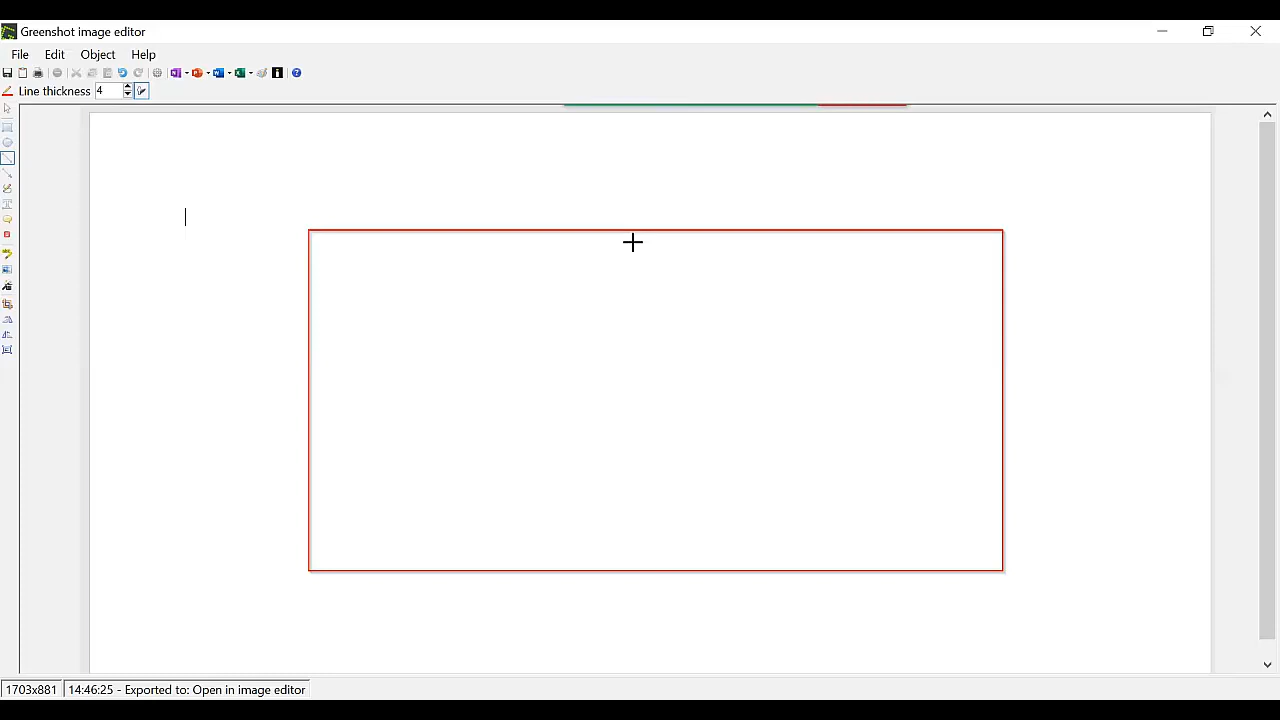 Greenshot image editor
File Edit Object Help
Line thickness 4
1703x881 14:46:25 - Exported to: Open in image editor